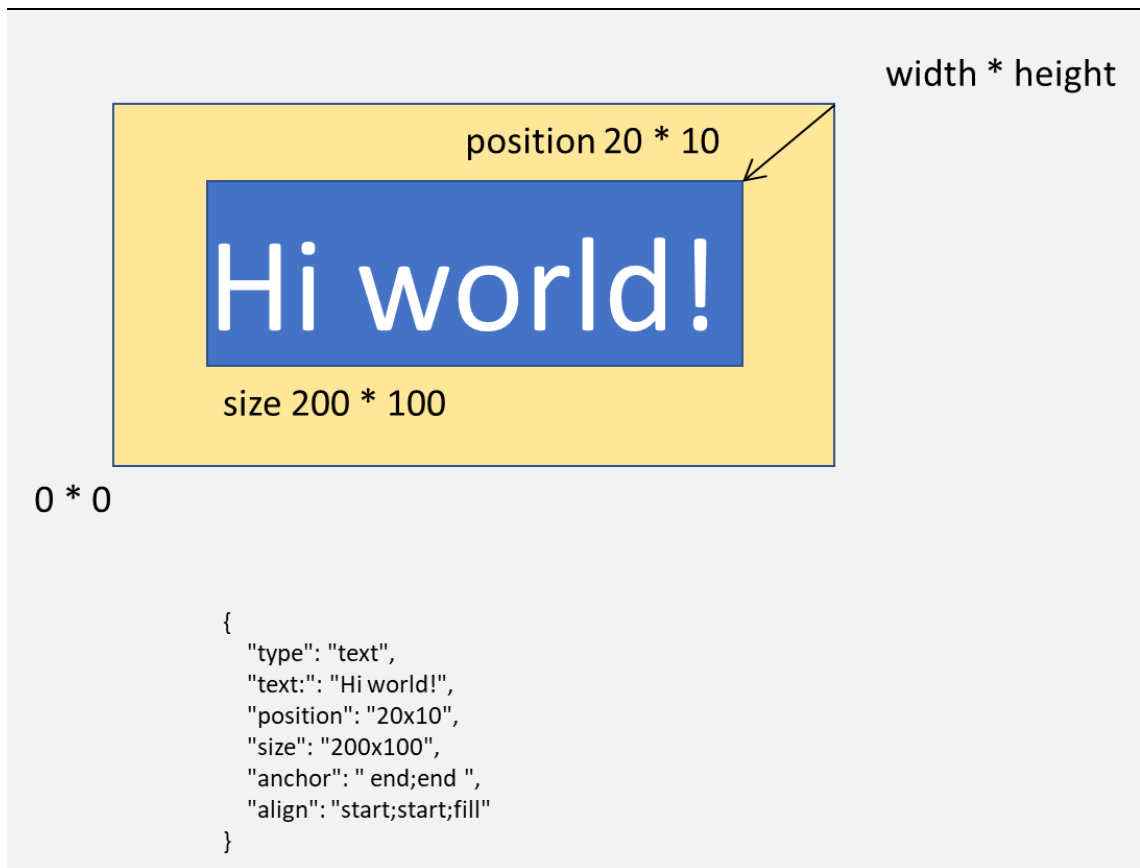 width * height
position 20 * 10
Hi world!
size 200 * 100
0 * 0
{
"type": "text",
"text:": "Hi world!",
"position": "20x10",
"size": "200x100",
"anchor": " end;end ",
"align": "start;start;fill"
}